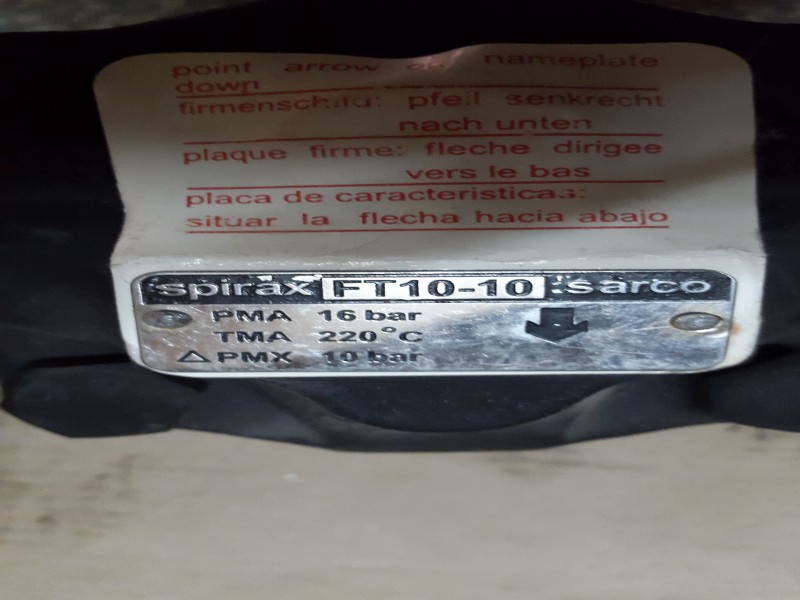 point arrow on nameplate
down
firmenschild: pfeil senkrecht
nach unten
plaque firme: fleche dirigee
vers le bas
placa de caracteristicas:
situar la flecha hacia abajo
spirax FT10-10 sarco
PMA 16 bar
TMA 220°C
△PMX 10 bar